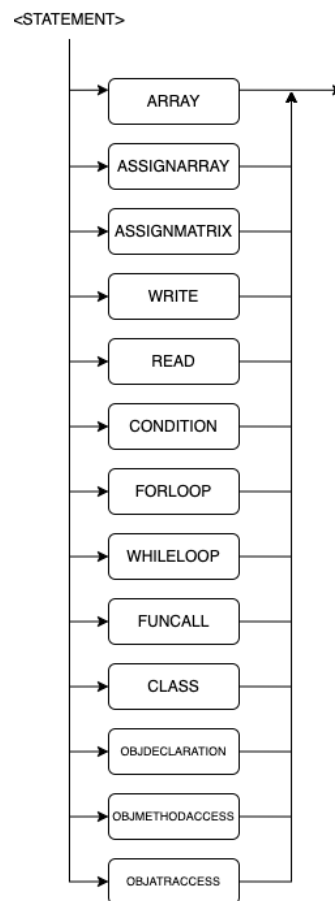 <STATEMENT>
ARRAY
ASSIGNARRAY
ASSIGNMATRIX
WRITE
READ
CONDITION
FORLOOP
WHILELOOP
FUNCALL
CLASS
OBJDECLARATION
OBJMETHODACCESS
OBJATRACCESS